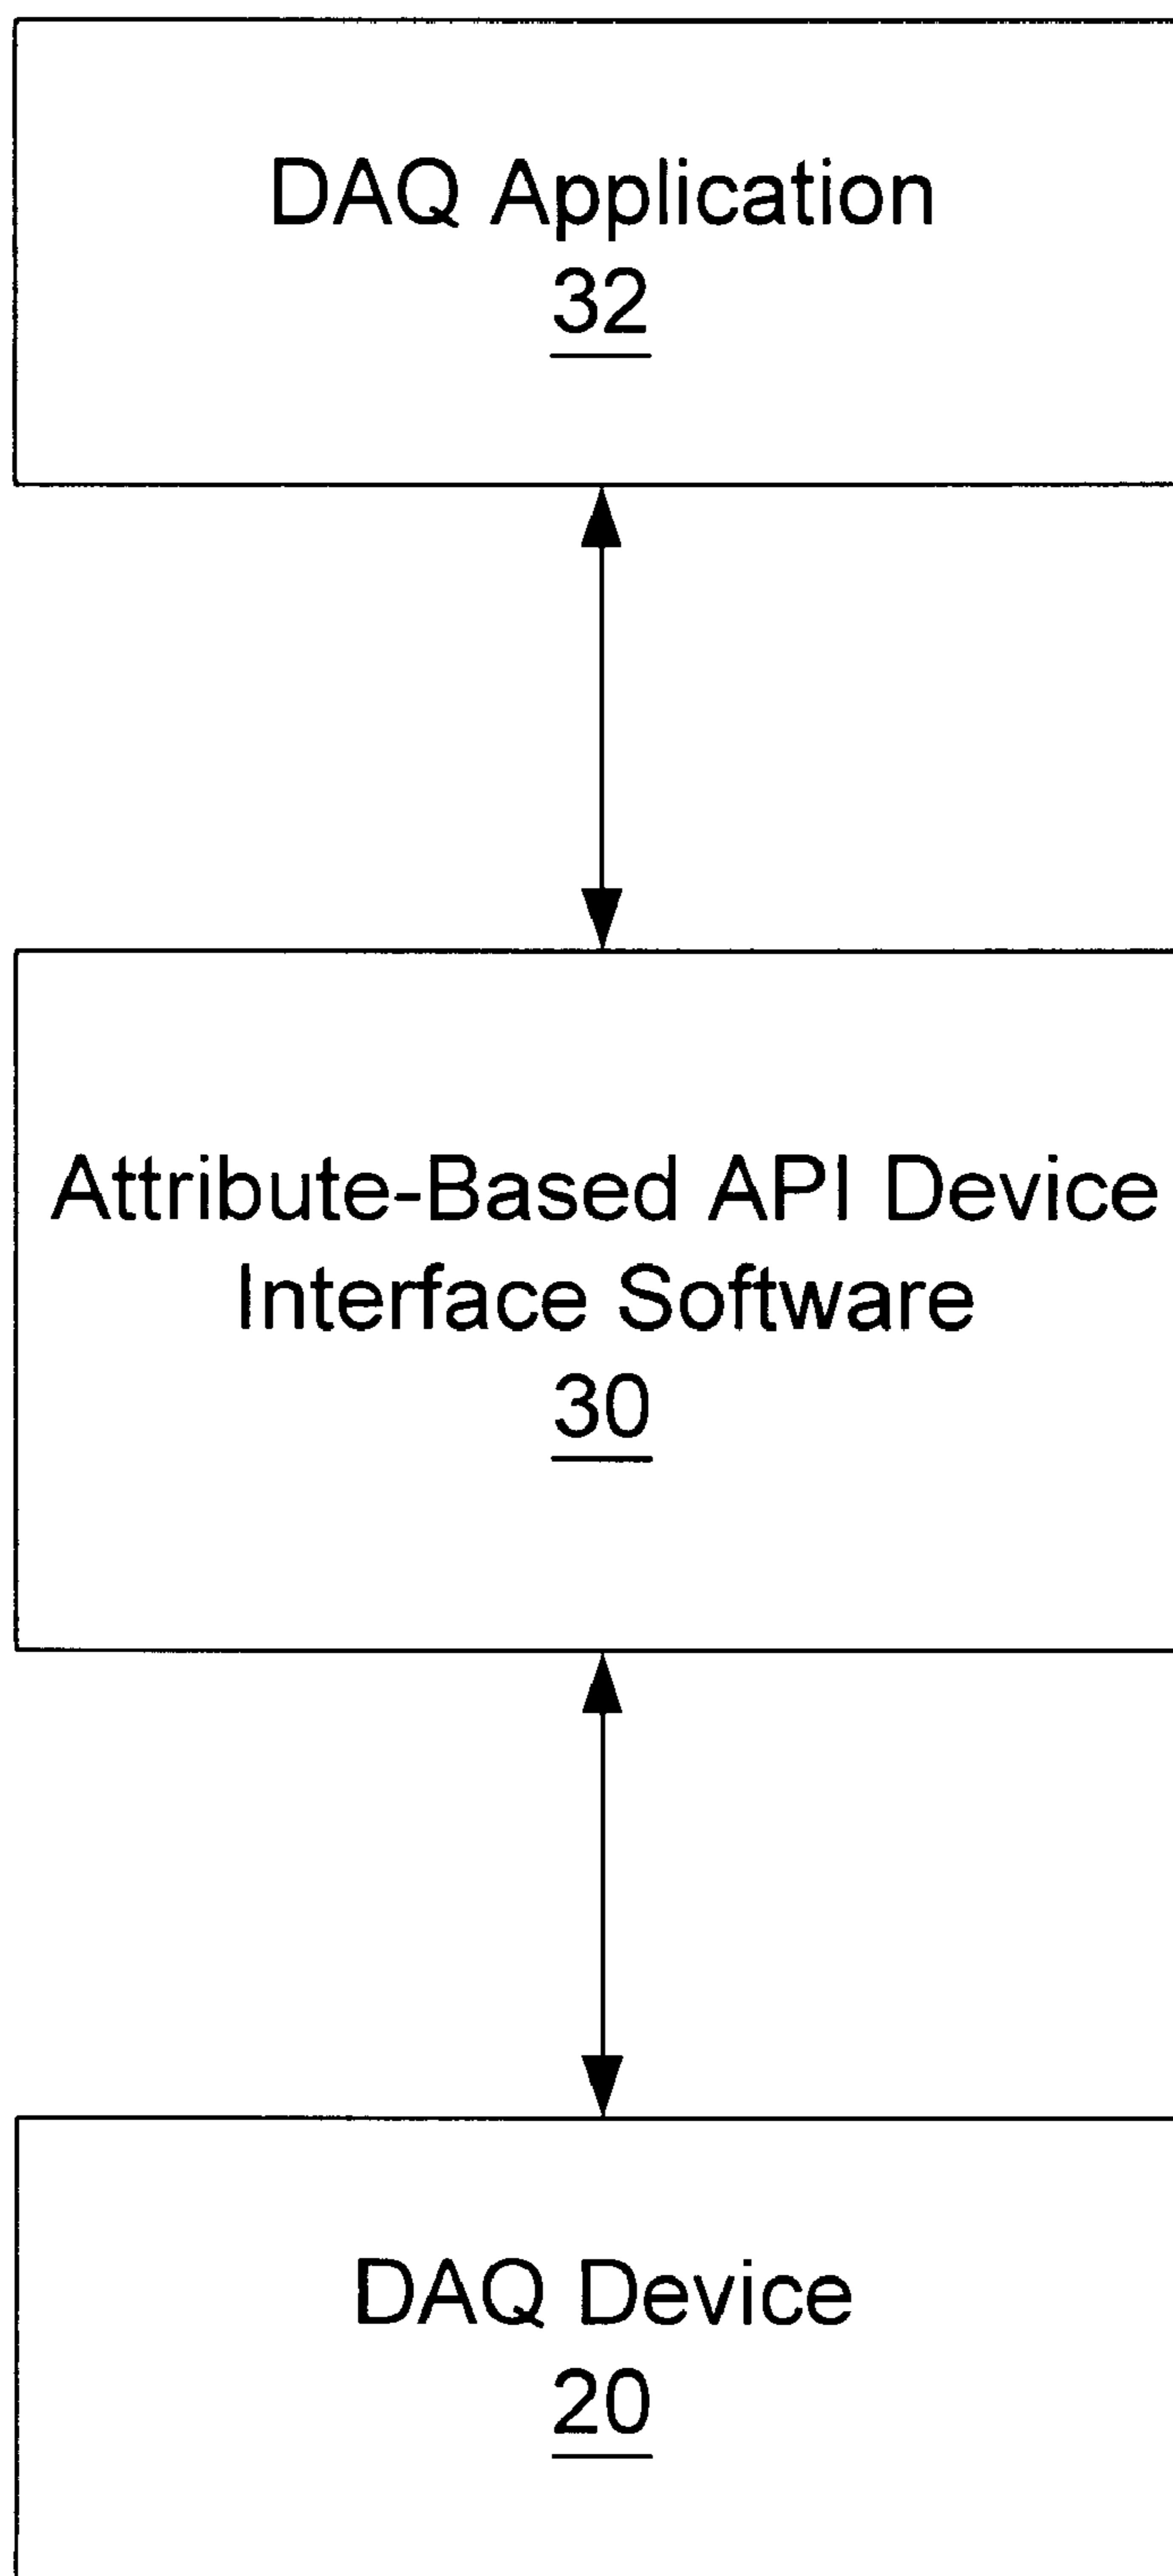 DAQ Application
32
Attribute-Based API Device
Interface Software
30
DAQ Device
20